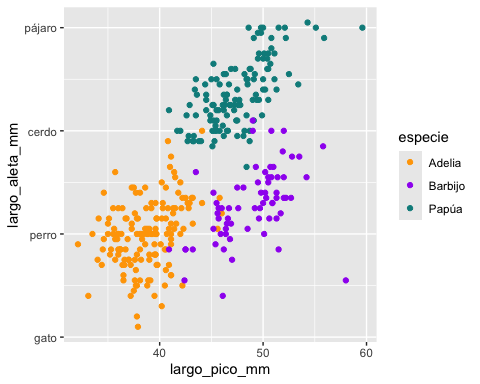 pájaro
cerdo
perro
gato
largo_aleta_mm
40
50
60
largo_pico_mm
especie
Adelia
Barbijo
Papúa